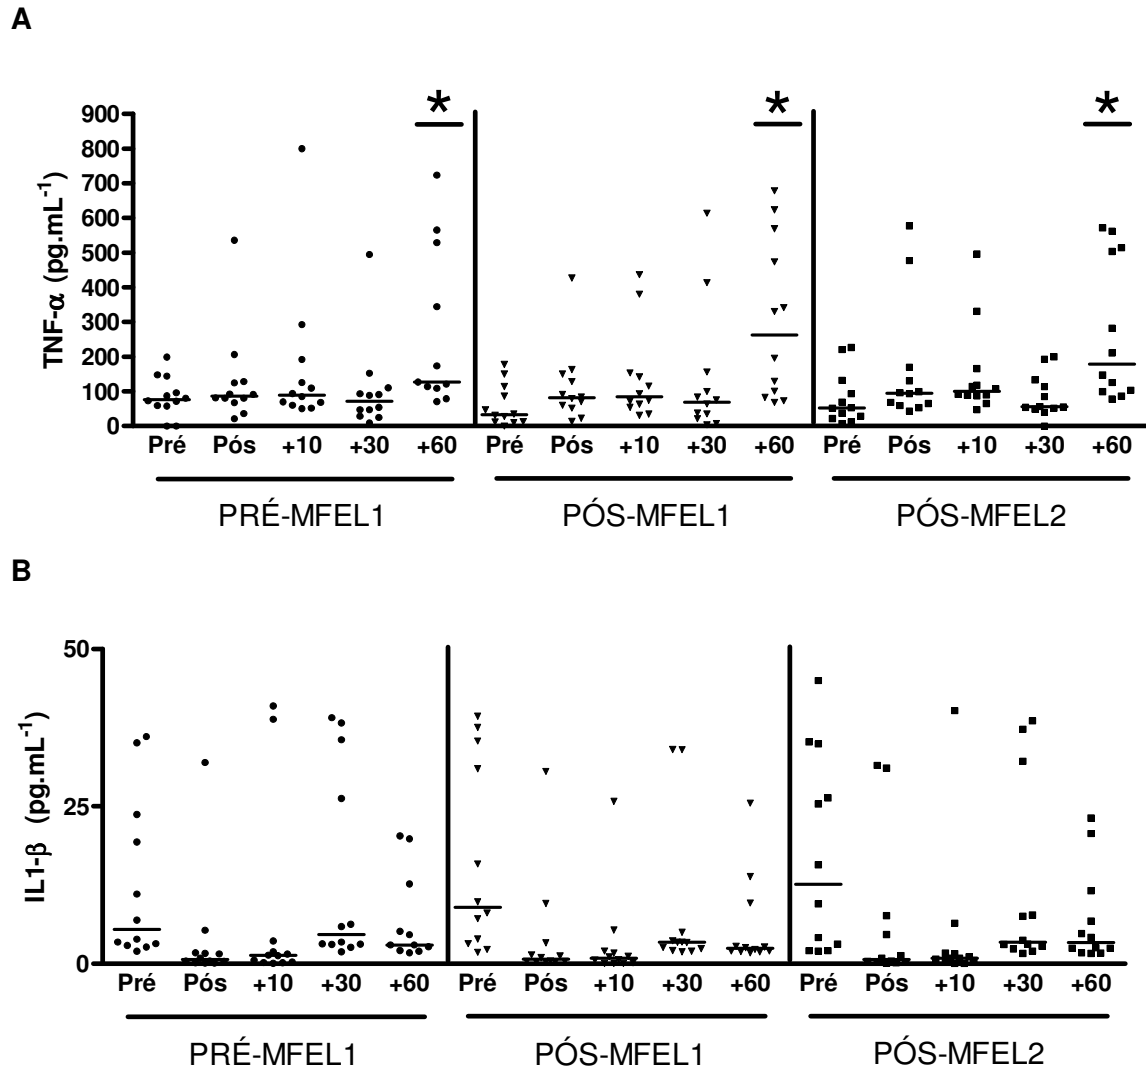 A
* * *
900
800
700
600
500
400
300
200
100
0
TNF-α (pg.mL⁻¹)
Pré Pós +10 +30 +60 Pré Pós +10 +30 +60 Pré Pós +10 +30 +60
PRÉ-MFEL1 PÓS-MFEL1 PÓS-MFEL2
B
50
25
0
IL1-β (pg.mL⁻¹)
Pré Pós +10 +30 +60 Pré Pós +10 +30 +60 Pré Pós +10 +30 +60
PRÉ-MFEL1 PÓS-MFEL1 PÓS-MFEL2